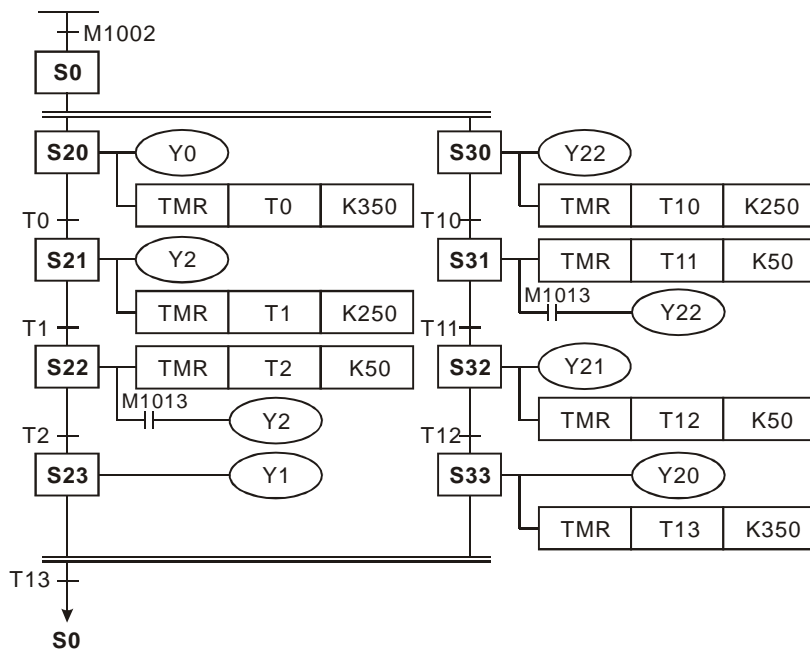 M1002
S0
S20 Y0 S30 Y22
TMR T0 K350 TMR T10 K250
T0 T10
S21 Y2 S31 TMR T11 K50
M1013
TMR T1 K250 Y22
T1 T11
S22 TMR T2 K50 S32 Y21
M1013
Y2 TMR T12 K50
T2 T12
S23 Y1 S33 Y20
TMR T13 K350
T13
S0